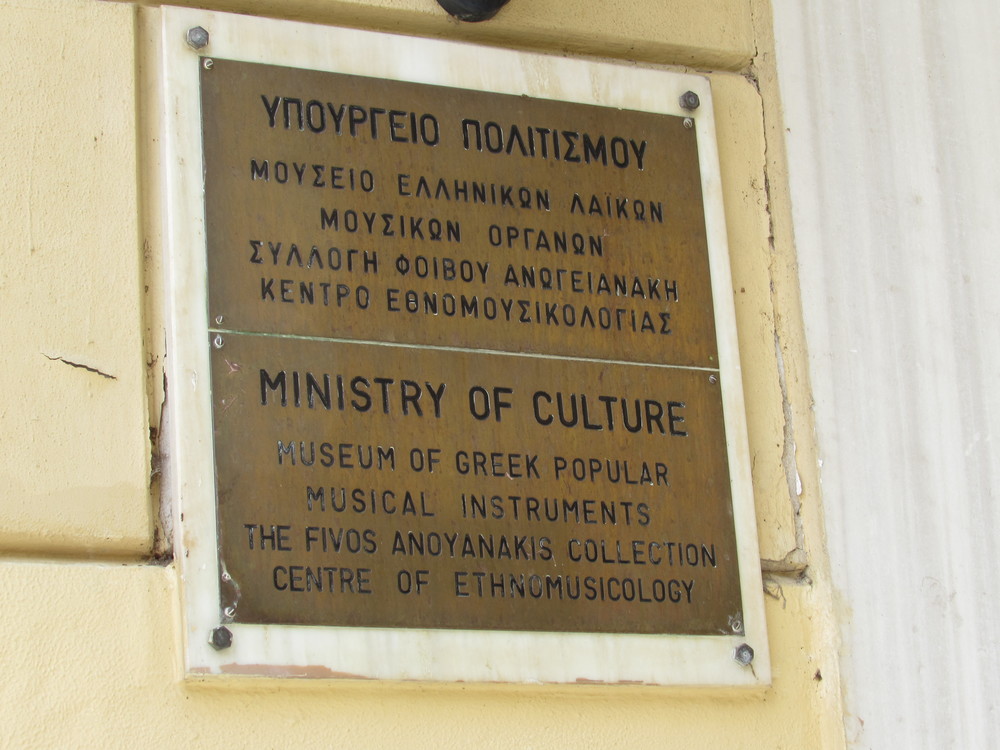 ΥΠΟΥΡΓΕΙΟ ΠΟΛΙΤΙΣΜΟΥ
ΜΟΥΣΕΙΟ ΕΛΛΗΝΙΚΩΝ ΛΑΪΚΩΝ
ΜΟΥΣΙΚΩΝ ΟΡΓΑΝΩΝ
ΣΥΛΛΟΓΗ ΦΟΙΒΟΥ ΑΝΩΓΕΙΑΝΑΚΗ
ΚΕΝΤΡΟ ΕΘΝΟΜΟΥΣΙΚΟΛΟΓΙΑΣ
MINISTRY OF CULTURE
MUSEUM OF GREEK POPULAR
MUSICAL INSTRUMENTS
THE FIVOS ANOYANAKIS COLLECTION
CENTRE OF ETHNOMUSICOLOGY